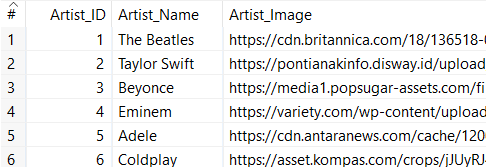 # Artist_ID Artist_Name Artist_Image
1 1 The Beatles https://cdn.britannica.com/18/136518-
2 2 Taylor Swift https://pontianakinfo.disway.id/upload
3 3 Beyonce https://media1.popsugar-assets.com/fi
4 4 Eminem https://variety.com/wp-content/upload
5 5 Adele https://cdn.antaranews.com/cache/120
6 6 Coldplay https://asset.kompas.com/crops/jJUyRJ